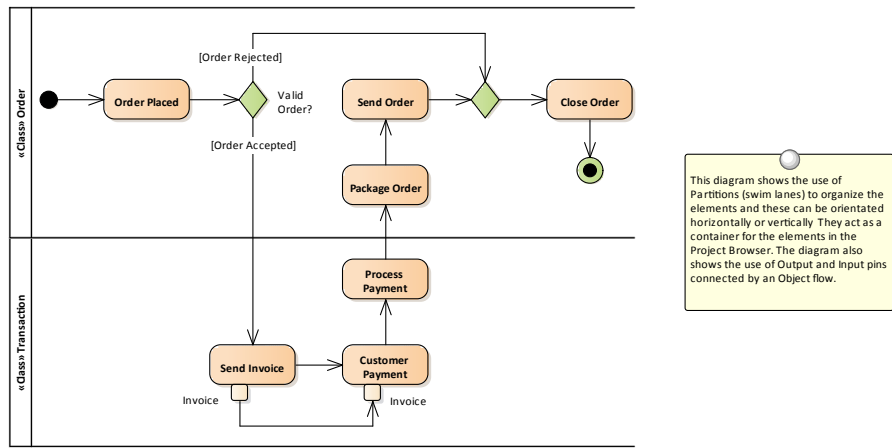 «Class» Order
[Order Rejected]
Order Placed
Valid
Order?
Send Order
Close Order
[Order Accepted]
Package Order
«Class» Transaction
Process
Payment
Send Invoice
Customer
Payment
Invoice
Invoice
This diagram shows the use of
Partitions (swim lanes) to organize the
elements and these can be orientated
horizontally or vertically They act as a
container for the elements in the
Project Browser. The diagram also
shows the use of Output and Input pins
connected by an Object flow.